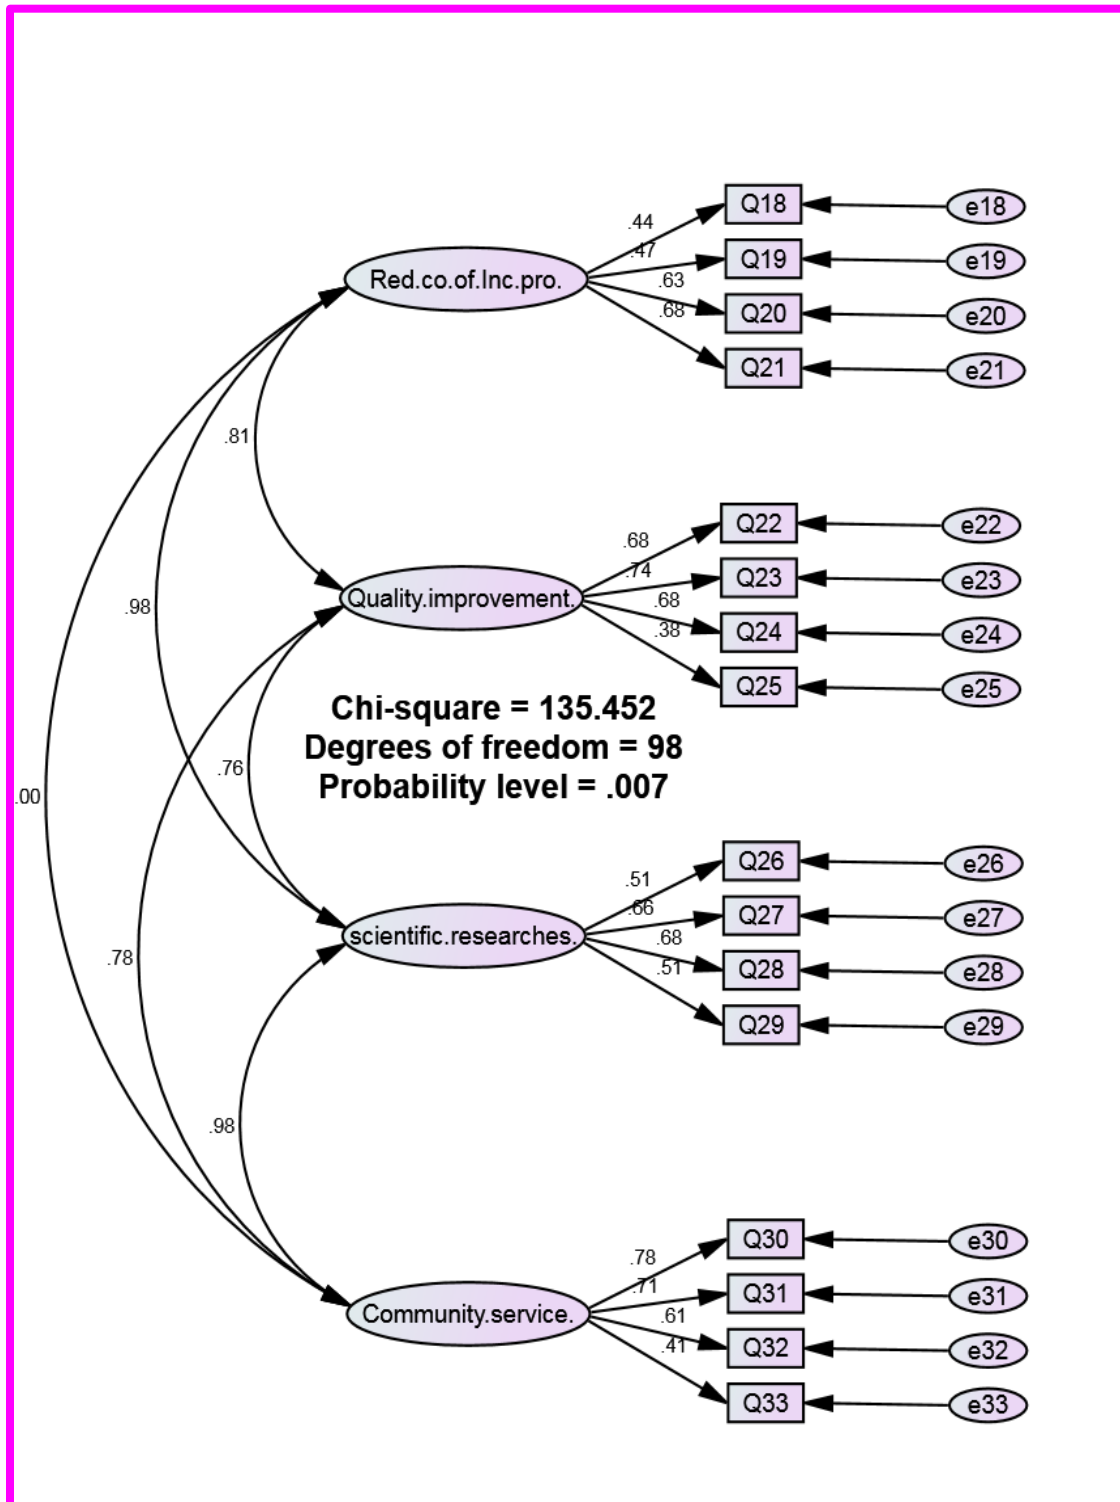 Q18
e18
.44
Q19
e19
.47
Red.co.of.Inc.pro.
.63
Q20
e20
.68
Q21
e21
.81
Q22
e22
.68
.74
Q23
e23
Quality.improvement.
.68
.98
Q24
e24
.38
Q25
e25
Chi-square = 135.452
Degrees of freedom = 98
.76
Probability level = .007
.00
Q26
e26
.51
.66
Q27
e27
scientific.researches.
.68
.78
Q28
e28
.51
Q29
e29
.98
Q30
e30
.78
.71
Q31
e31
Community.service.
.61
Q32
e32
.41
Q33
e33